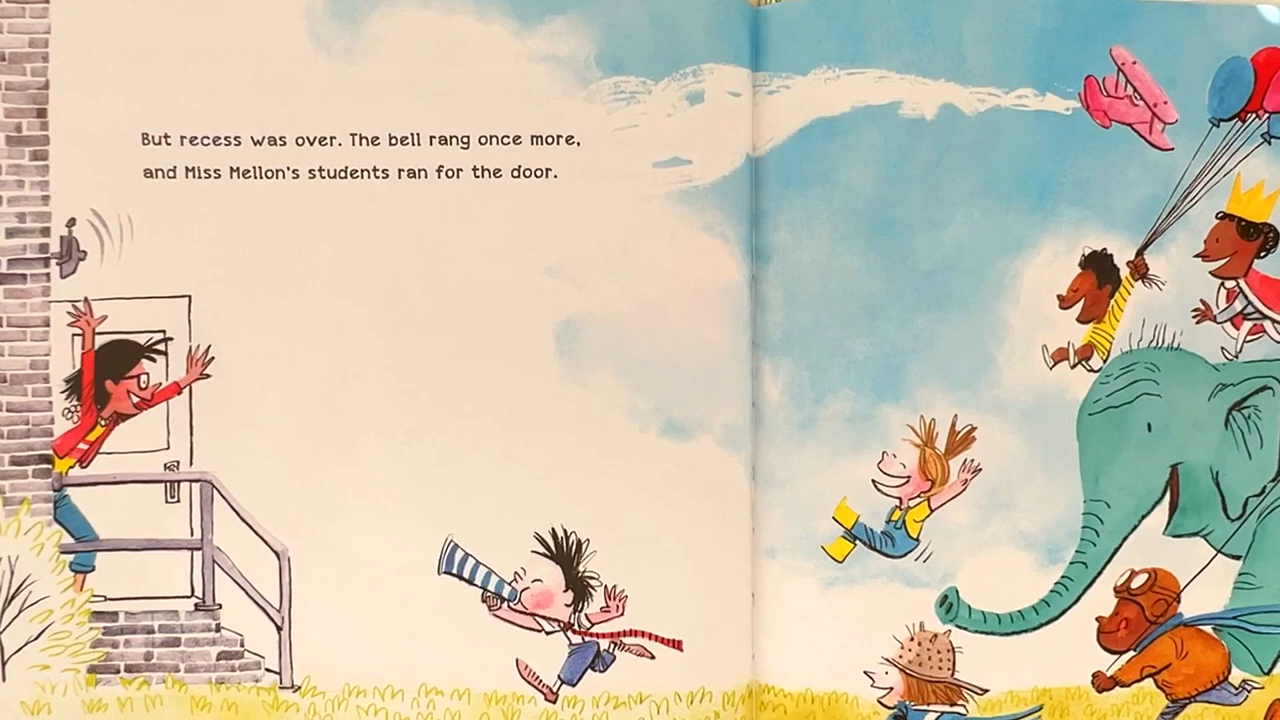 But recess was over. The bell rang once more,
and Miss Mellon's students ran for the door.